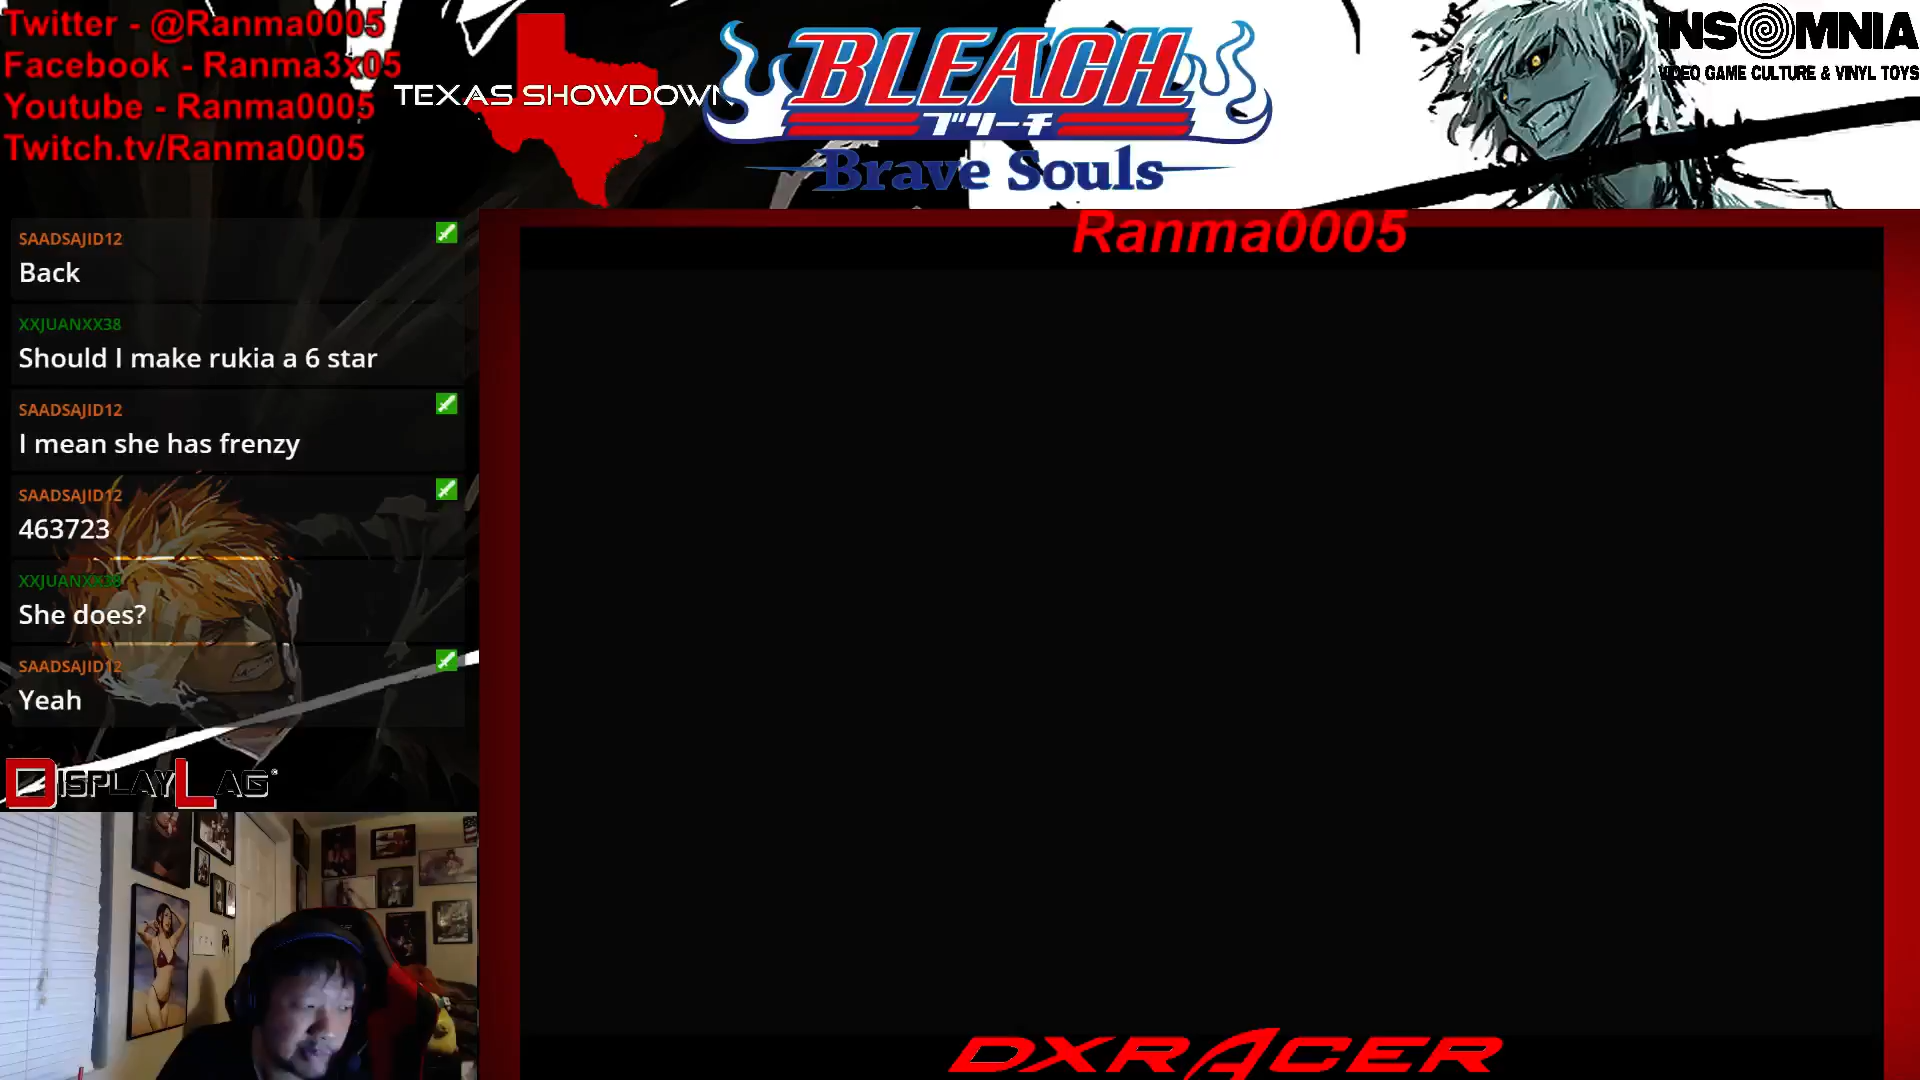 Twitter - @Ranma0005
Facebook - Ranma3x05
Youtube - Ranma0005
Twitch.tv/Ranma0005
TEXAS SHOWDOWN
BLEACH
ブリーチ
Brave Souls
INSOMNIA
VIDEO GAME CULTURE & VINYL TOYS
Ranma0005
SAADSAJID12
Back
XXJUANXX38
Should I make rukia a 6 star
SAADSAJID12
I mean she has frenzy
SAADSAJID12
463723
XXJUANXX38
She does?
SAADSAJID12
Yeah
DISPLAYLAG
DXRACER